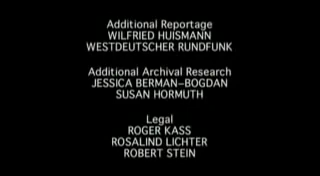 Additional Reportage
WILFRIED HUISMANN
WESTDEUTSCHER RUNDFUNK
Additional Archival Research
JESSICA BERMAN–BOGDAN
SUSAN HORMUTH
Legal
ROGER KASS
ROSALIND LICHTER
ROBERT STEIN